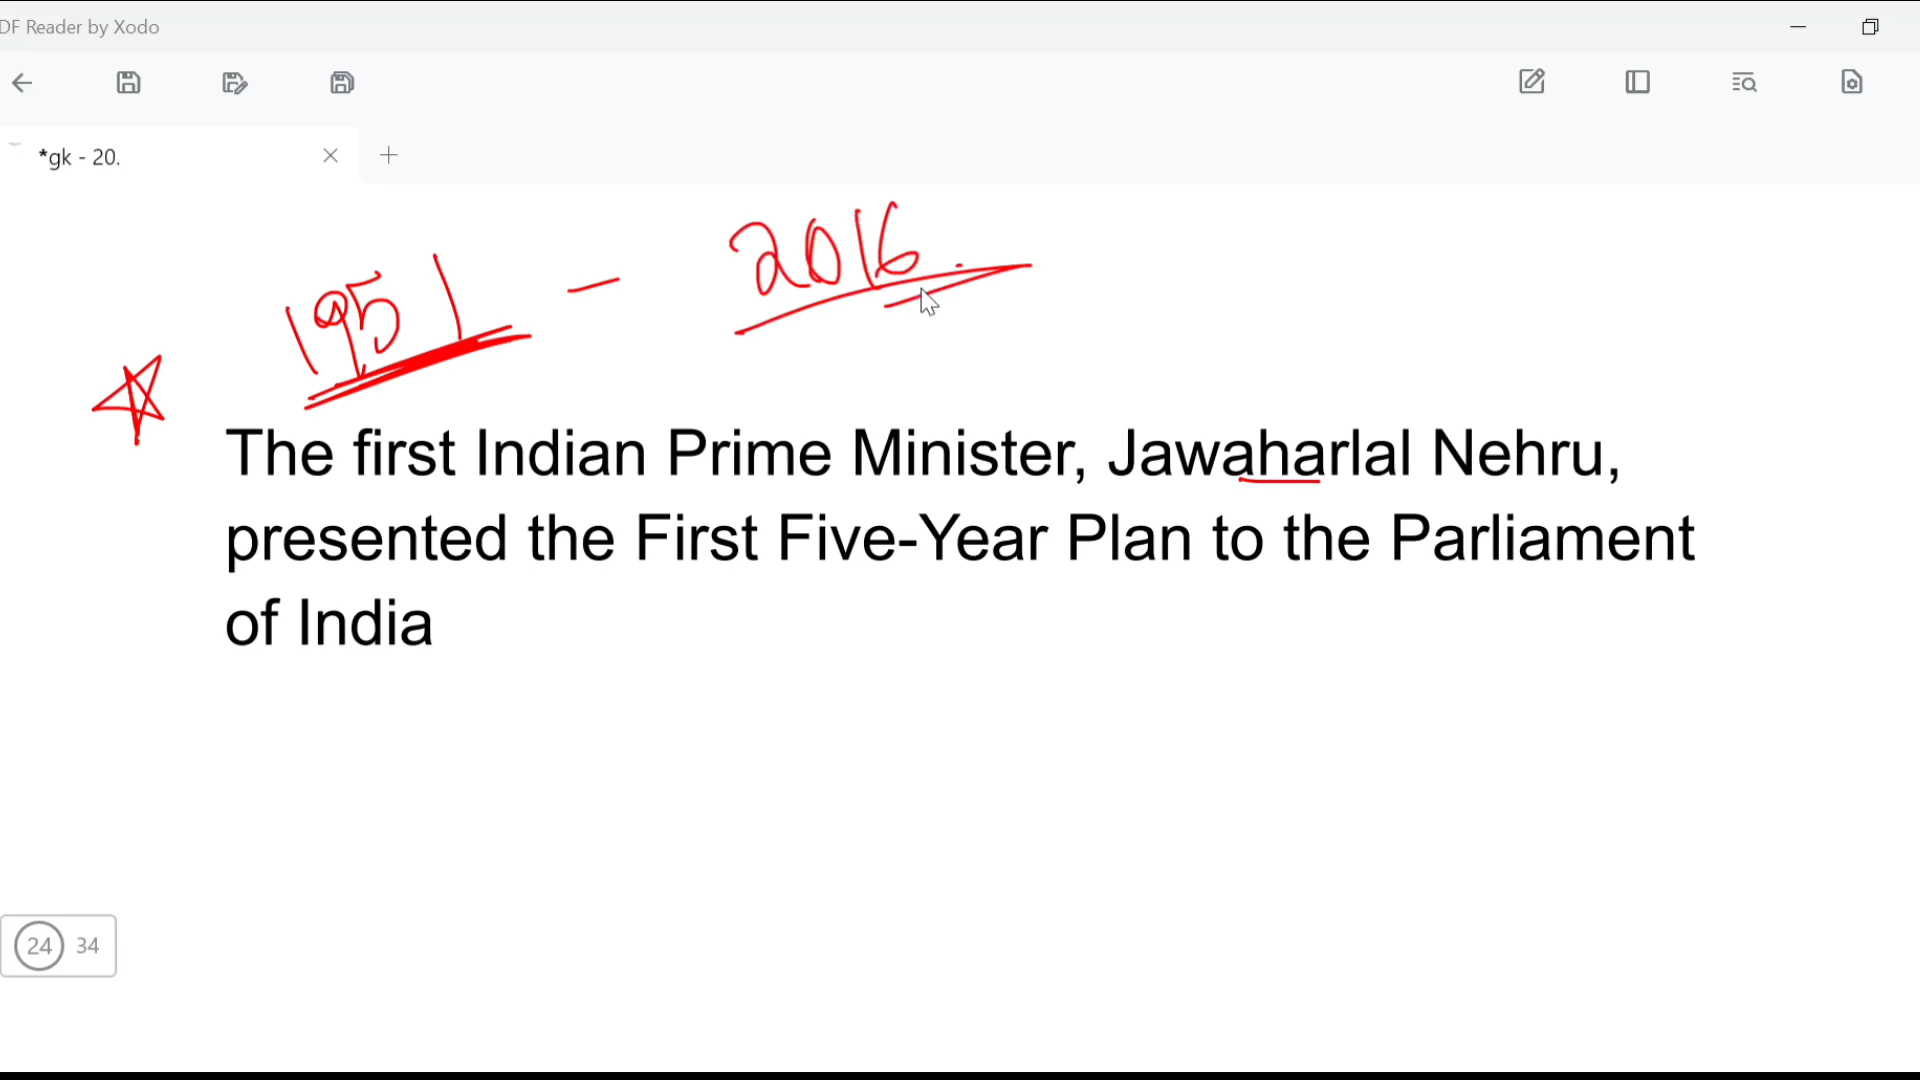 DF Reader by Xodo
*gk - 20.
1951 - 2016.
The first Indian Prime Minister, Jawaharlal Nehru,
presented the First Five-Year Plan to the Parliament
of India
24 34